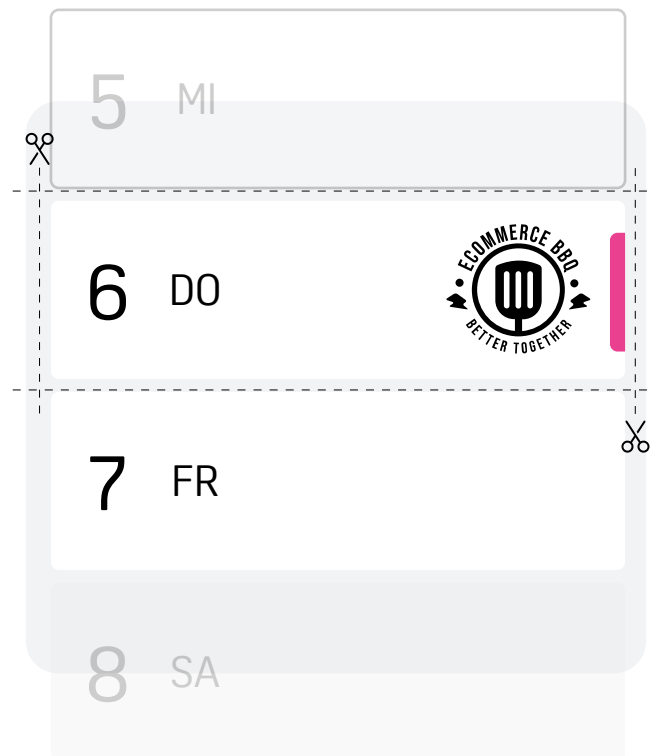 5 MI
6 DO
ECOMMERCE BBQ
BETTER TOGETHER
7 FR
8 SA